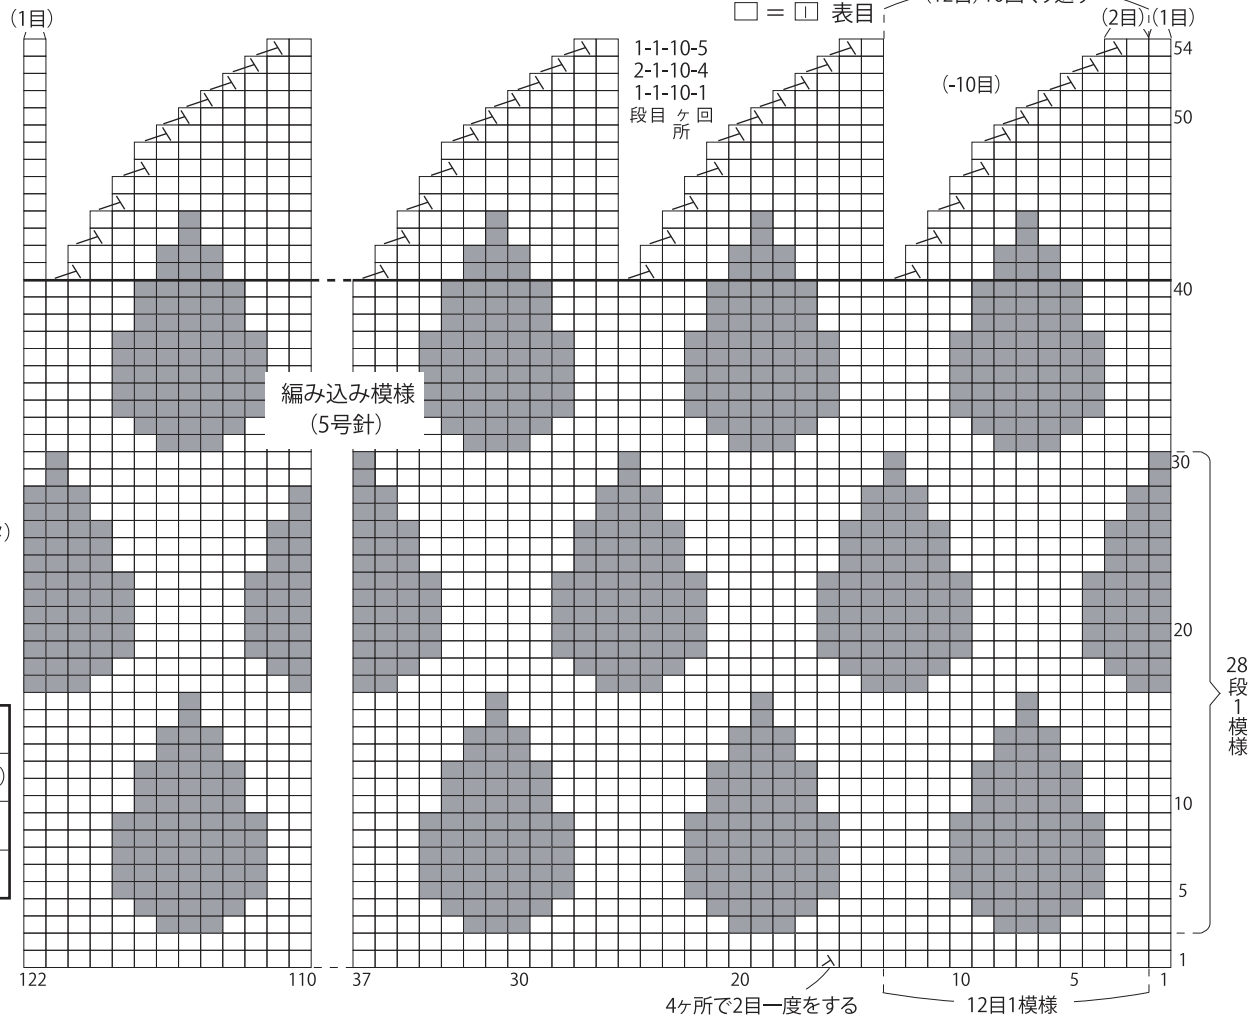 (1目)
□ = 表目
(2目)(1目)
1-1-10-5
2-1-10-4
1-1-10-1
段目 ヶ 回
所
(-10目)
54
50
40
編み込み模様
(5号針)
30
20
28
段
1
模
様
10
5
1
122
110
37
30
20
10
5
1
4ヶ所で2目一度をする
12目1模様